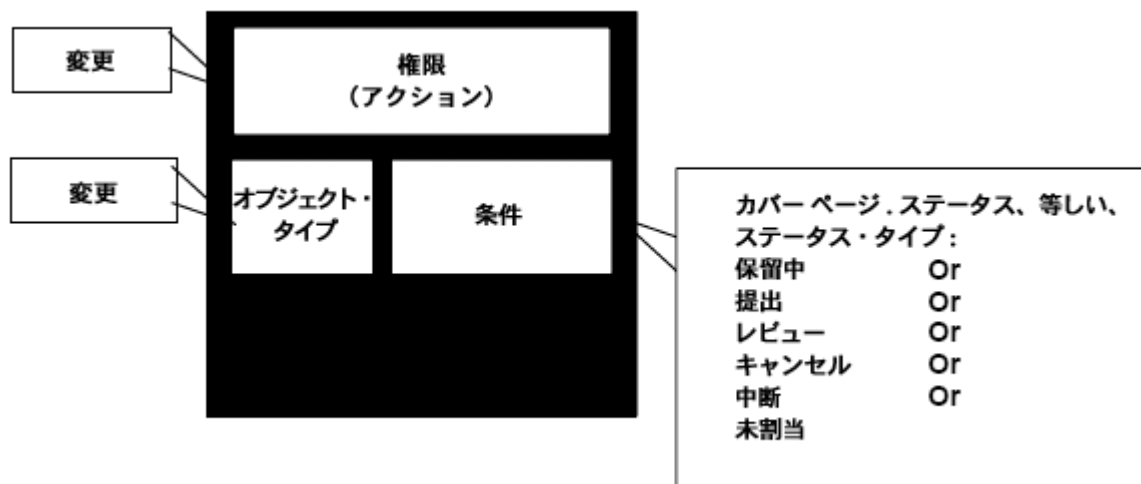 変更
権限
（アクション）
変更
オブジェクト・
タイプ
条件
カバー ページ . ステータス、等しい、
ステータス・タイプ :
保留中 Or
提出 Or
レビュー Or
キャンセル Or
中断 Or
未割当